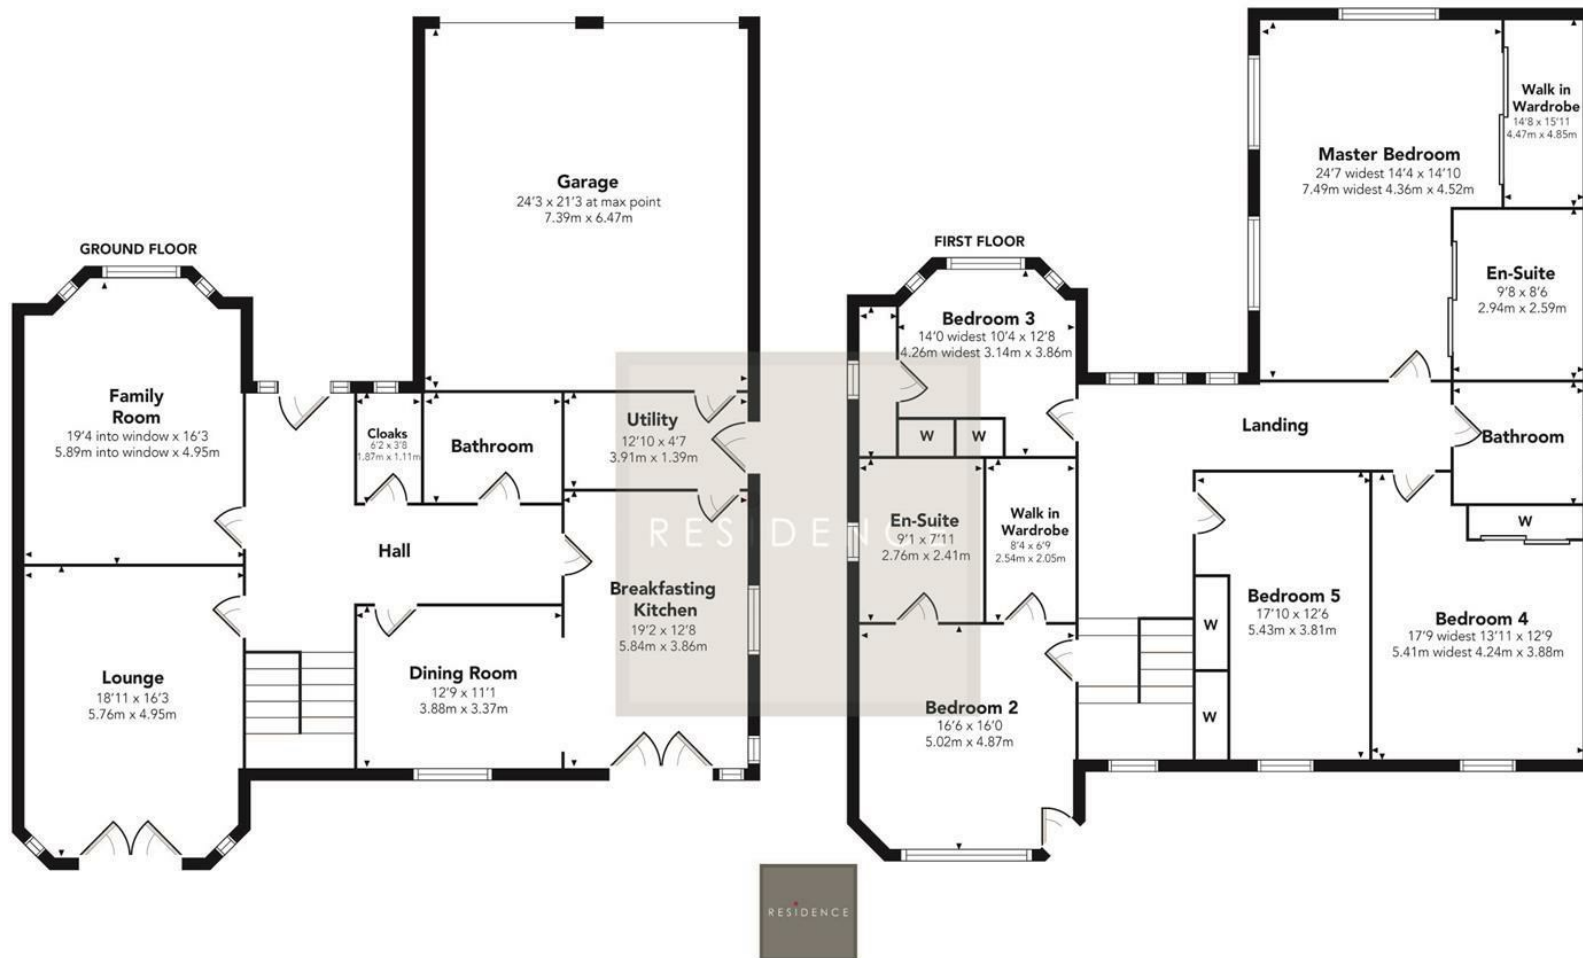 GROUND FLOOR
Garage
24'3 x 21'3 at max point
7.39m x 6.47m
Family
Room
19'4 into window x 16'3
5.89m into window x 4.95m
Cloaks
6'2 x 3'8
1.87m x 1.11m
Bathroom
Utility
12'10 x 4'7
3.91m x 1.39m
Hall
Breakfasting
Kitchen
19'2 x 12'8
5.84m x 3.86m
Lounge
18'11 x 16'3
5.76m x 4.95m
Dining Room
12'9 x 11'1
3.88m x 3.37m
FIRST FLOOR
Master Bedroom
24'7 widest 14'4 x 14'10
7.49m widest 4.36m x 4.52m
Walk in
Wardrobe
14'8 x 15'11
4.47m x 4.85m
En-Suite
9'8 x 8'6
2.94m x 2.59m
Bedroom 3
14'0 widest 10'4 x 12'8
4.26m widest 3.14m x 3.86m
W
W
Landing
Bathroom
En-Suite
9'1 x 7'11
2.76m x 2.41m
Walk in
Wardrobe
8'4 x 6'9
2.54m x 2.05m
W
Bedroom 5
17'10 x 12'6
5.43m x 3.81m
W
W
Bedroom 4
17'9 widest 13'11 x 12'9
5.41m widest 4.24m x 3.88m
Bedroom 2
16'6 x 16'0
5.02m x 4.87m
RESIDENCE
RESIDENCE